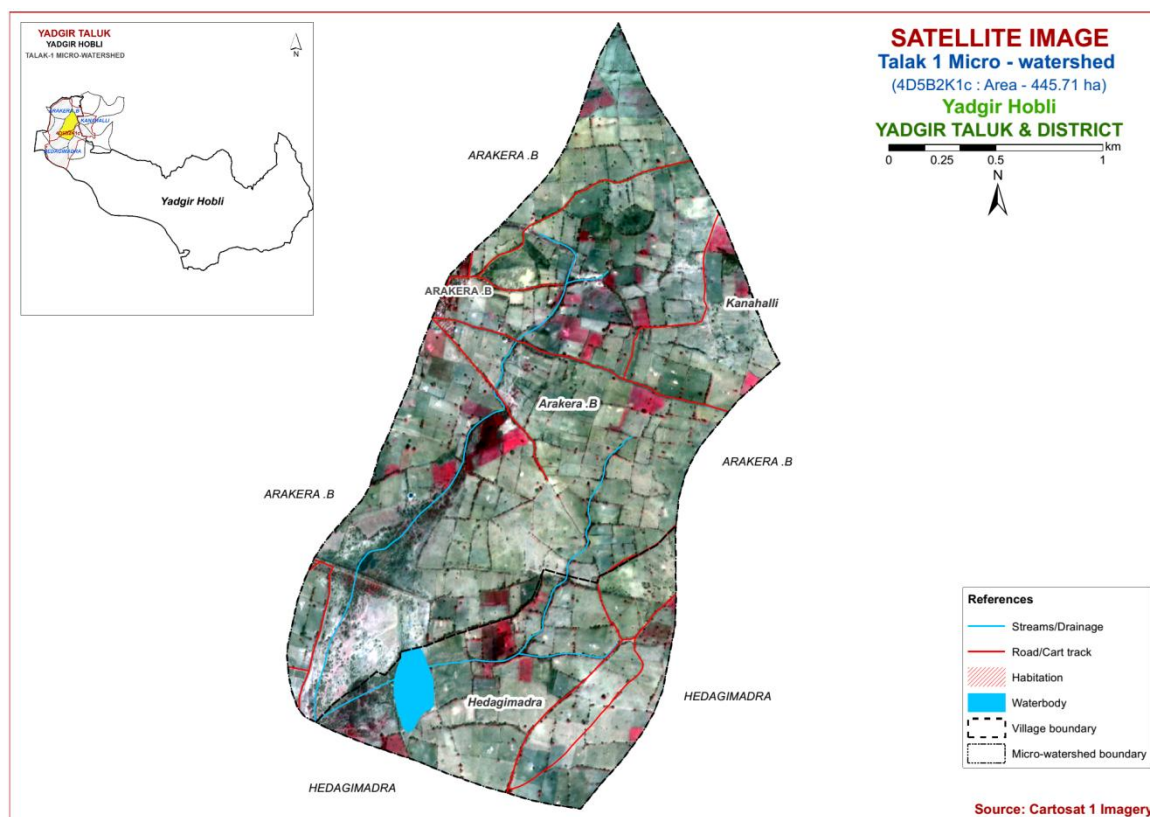 YADGIR TALUK
YADGIR HOBLI
TALAK-1 MICRO-WATERSHED
N
ARAKERA .B
KANAHALLI
4D5B2K1c
HEDAGIMADRA
Yadgir Hobli
SATELLITE IMAGE
Talak 1 Micro - watershed
(4D5B2K1c : Area - 445.71 ha)
Yadgir Hobli
YADGIR TALUK & DISTRICT
km
0 0.25 0.5 1
N
ARAKERA .B
ARAKERA .B
Kanahalli
Arakera .B
ARAKERA .B
ARAKERA .B
Hedagimadra
HEDAGIMADRA
HEDAGIMADRA
References
Streams/Drainage
Road/Cart track
Habitation
Waterbody
Village boundary
Micro-watershed boundary
Source: Cartosat 1 Imagery